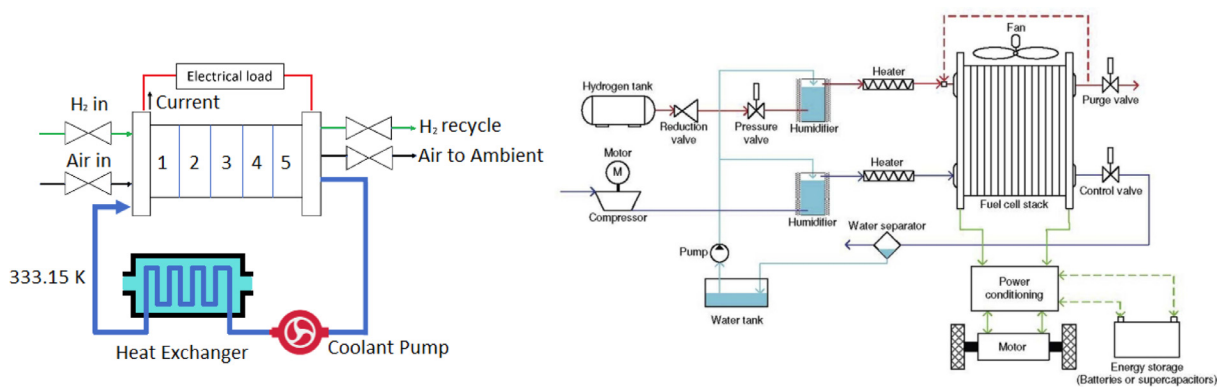 Electrical load
H₂ in
Current
H₂ recycle
Air in
1 2 3 4 5
Air to Ambient
333.15 K
Heat Exchanger
Coolant Pump
Fan
Hydrogen tank
Heater
Reduction
valve
Pressure
valve
Humidifier
Purge valve
Motor
M
Compressor
Heater
Humidifier
Control valve
Fuel cell stack
Water separator
Pump
Water tank
Power
conditioning
Motor
Energy storage
(Batteries or supercapacitors)